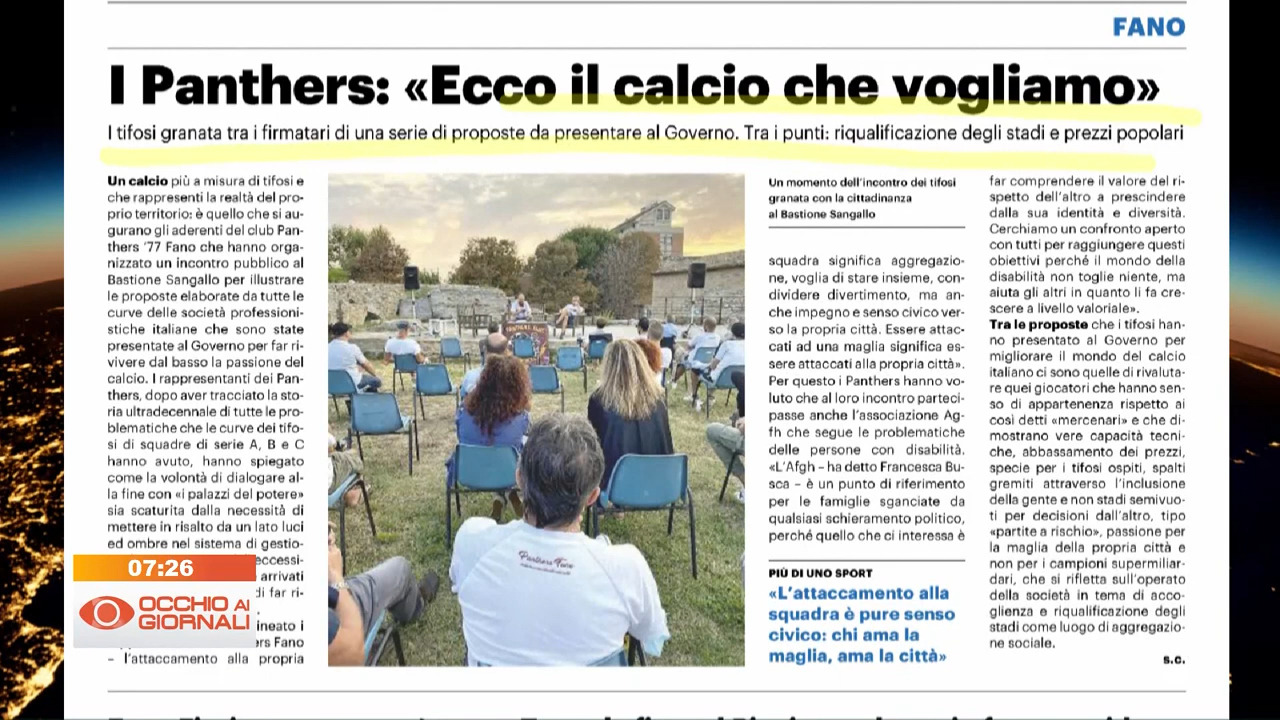 FANO
I Panthers: «Ecco il calcio che vogliamo»
I tifosi granata tra i firmatari di una serie di proposte da presentare al Governo. Tra i punti: riqualificazione degli stadi e prezzi popolari
Un calcio più a misura di tifosi e
che rappresenti la realtà del pro-
prio territorio: è quello che si au-
gurano gli aderenti del club Pan-
thers ’77 Fano che hanno orga-
nizzato un incontro pubblico al
Bastione Sangallo per illustrare
le proposte elaborate da tutte le
curve delle società professioni-
stiche italiane che sono state
presentate al Governo per far ri-
vivere dal basso la passione del
calcio. I rappresentanti dei Pan-
thers, dopo aver tracciato la sto-
ria ultradecennale di tutte le pro-
blematiche che le curve dei tifo-
si di squadre di serie A, B e C
hanno avuto, hanno spiegato
come la volontà di dialogare al-
la fine con «i palazzi del potere»
sia scaturita dalla necessità di
mettere in risalto da un lato luci
ed ombre nel sistema di gestio-
eccessi-
arrivati
di far ri-
lineato i
ers Fano
– l’attaccamento alla propria
Panthers Fano
Un momento dell’incontro dei tifosi
granata con la cittadinanza
al Bastione Sangallo
squadra significa aggregazio-
ne, voglia di stare insieme, con-
dividere divertimento, ma an-
che impegno e senso civico ver-
so la propria città. Essere attac-
cati ad una maglia significa es-
sere attaccati alla propria città».
Per questo i Panthers hanno vo-
luto che al loro incontro parteci-
passe anche l’associazione Ag-
fh che segue le problematiche
delle persone con disabilità.
«L’Afgh – ha detto Francesca Bu-
sca – è un punto di riferimento
per le famiglie sganciate da
qualsiasi schieramento politico,
perché quello che ci interessa è
PIÙ DI UNO SPORT
«L’attaccamento alla
squadra è pure senso
civico: chi ama la
maglia, ama la città»
far comprendere il valore del ri-
spetto dell’altro a prescindere
dalla sua identità e diversità.
Cerchiamo un confronto aperto
con tutti per raggiungere questi
obiettivi perché il mondo della
disabilità non toglie niente, ma
aiuta gli altri in quanto li fa cre-
scere a livello valoriale».
Tra le proposte che i tifosi han-
no presentato al Governo per
migliorare il mondo del calcio
italiano ci sono quelle di rivaluta-
re quei giocatori che hanno sen-
so di appartenenza rispetto ai
così detti «mercenari» e che di-
mostrano vere capacità tecni-
che, abbassamento dei prezzi,
specie per i tifosi ospiti, spalti
gremiti attraverso l’inclusione
della gente e non stadi semivuo-
ti per decisioni dall’altro, tipo
«partite a rischio», passione per
la maglia della propria città e
non per i campioni supermiliar-
dari, che si rifletta sull’operato
della società in tema di acco-
glienza e riqualificazione degli
stadi come luogo di aggregazio-
ne sociale.
s.c.
07:26
OCCHIO AI
GIORNALI